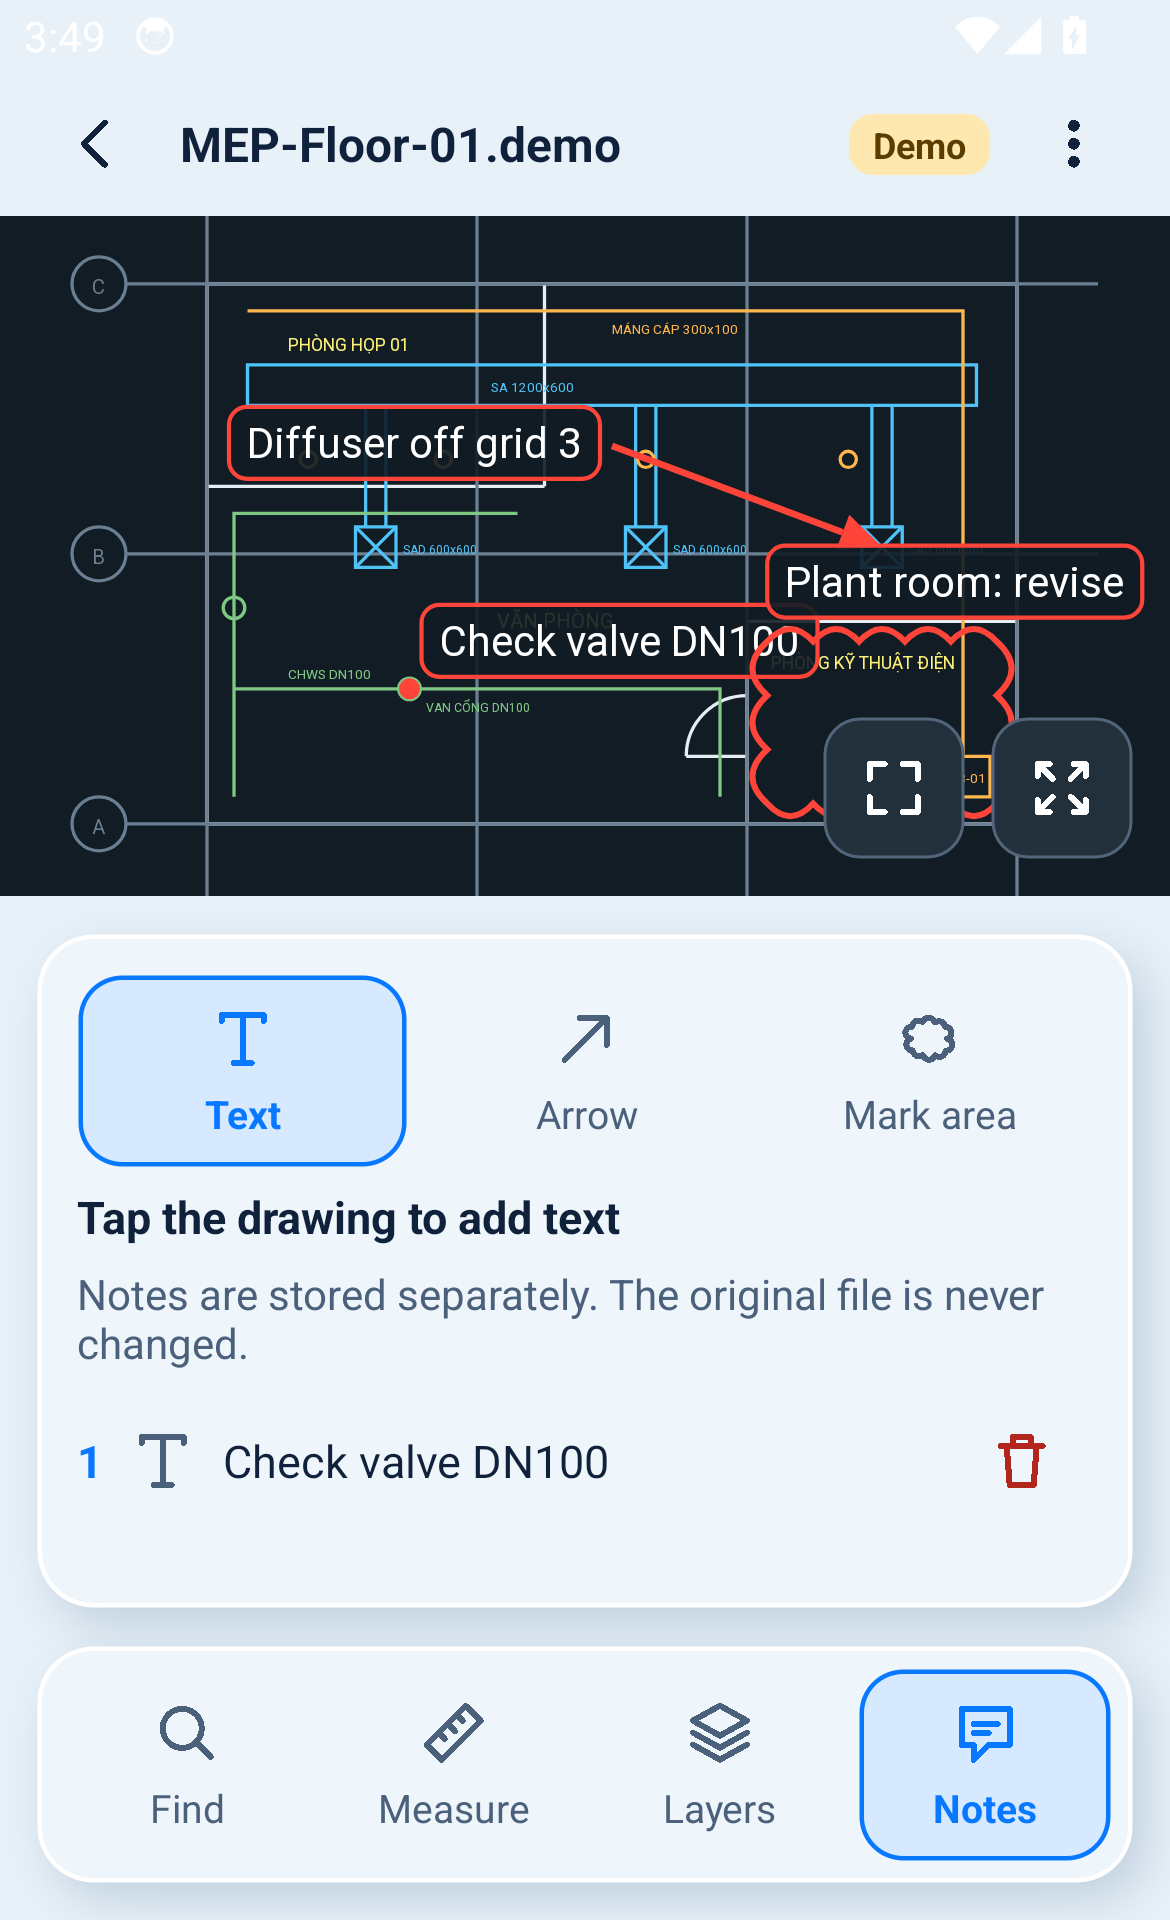 3:49
MEP-Floor-01.demo
Demo
C
MÁNG CÁP 300x100
PHÒNG HỌP 01
SA 1200x600
Diffuser off grid 3
B
SAD 600x600
SAD 600x600
Plant room: revise
VĂN PHÒNG
Check valve DN100
PHÒNG KỸ THUẬT ĐIỆN
CHWS DN100
VAN CỔNG DN100
-01
A
Text
Arrow
Mark area
Tap the drawing to add text
Notes are stored separately. The original file is never
changed.
1
Check valve DN100
Find
Measure
Layers
Notes